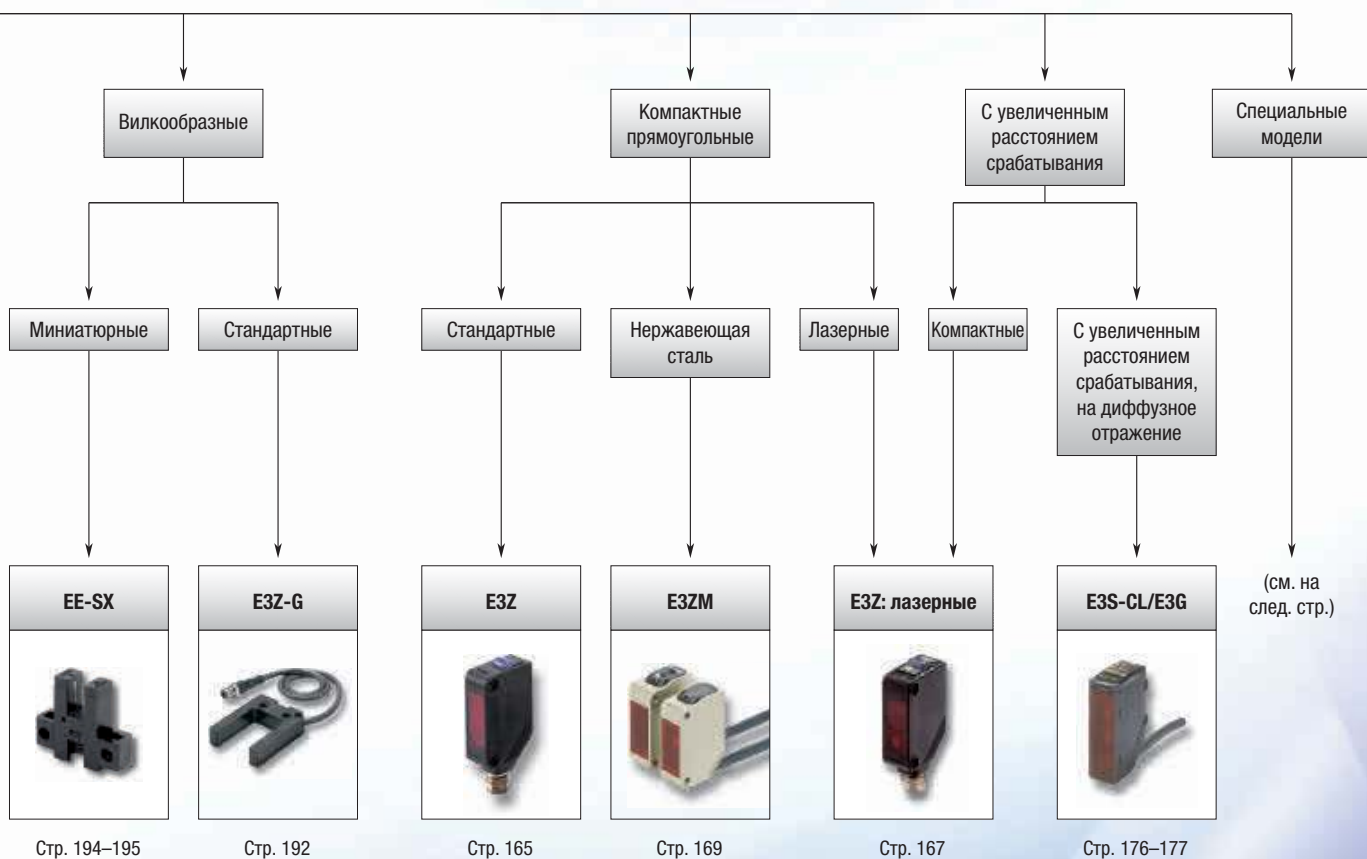 Вилкообразные
Компактные
прямоугольные
С увеличенным
расстоянием
срабатывания
Специальные
модели
Миниатюрные
Стандартные
Стандартные
Нержавеющая
сталь
Лазерные
Компактные
С увеличенным
расстоянием
срабатывания,
на диффузное
отражение
EE-SX
E3Z-G
E3Z
E3ZM
E3Z: лазерные
E3S-CL/E3G
(см. на
след. стр.)
Стр. 194–195
Стр. 192
Стр. 165
Стр. 169
Стр. 167
Стр. 176–177